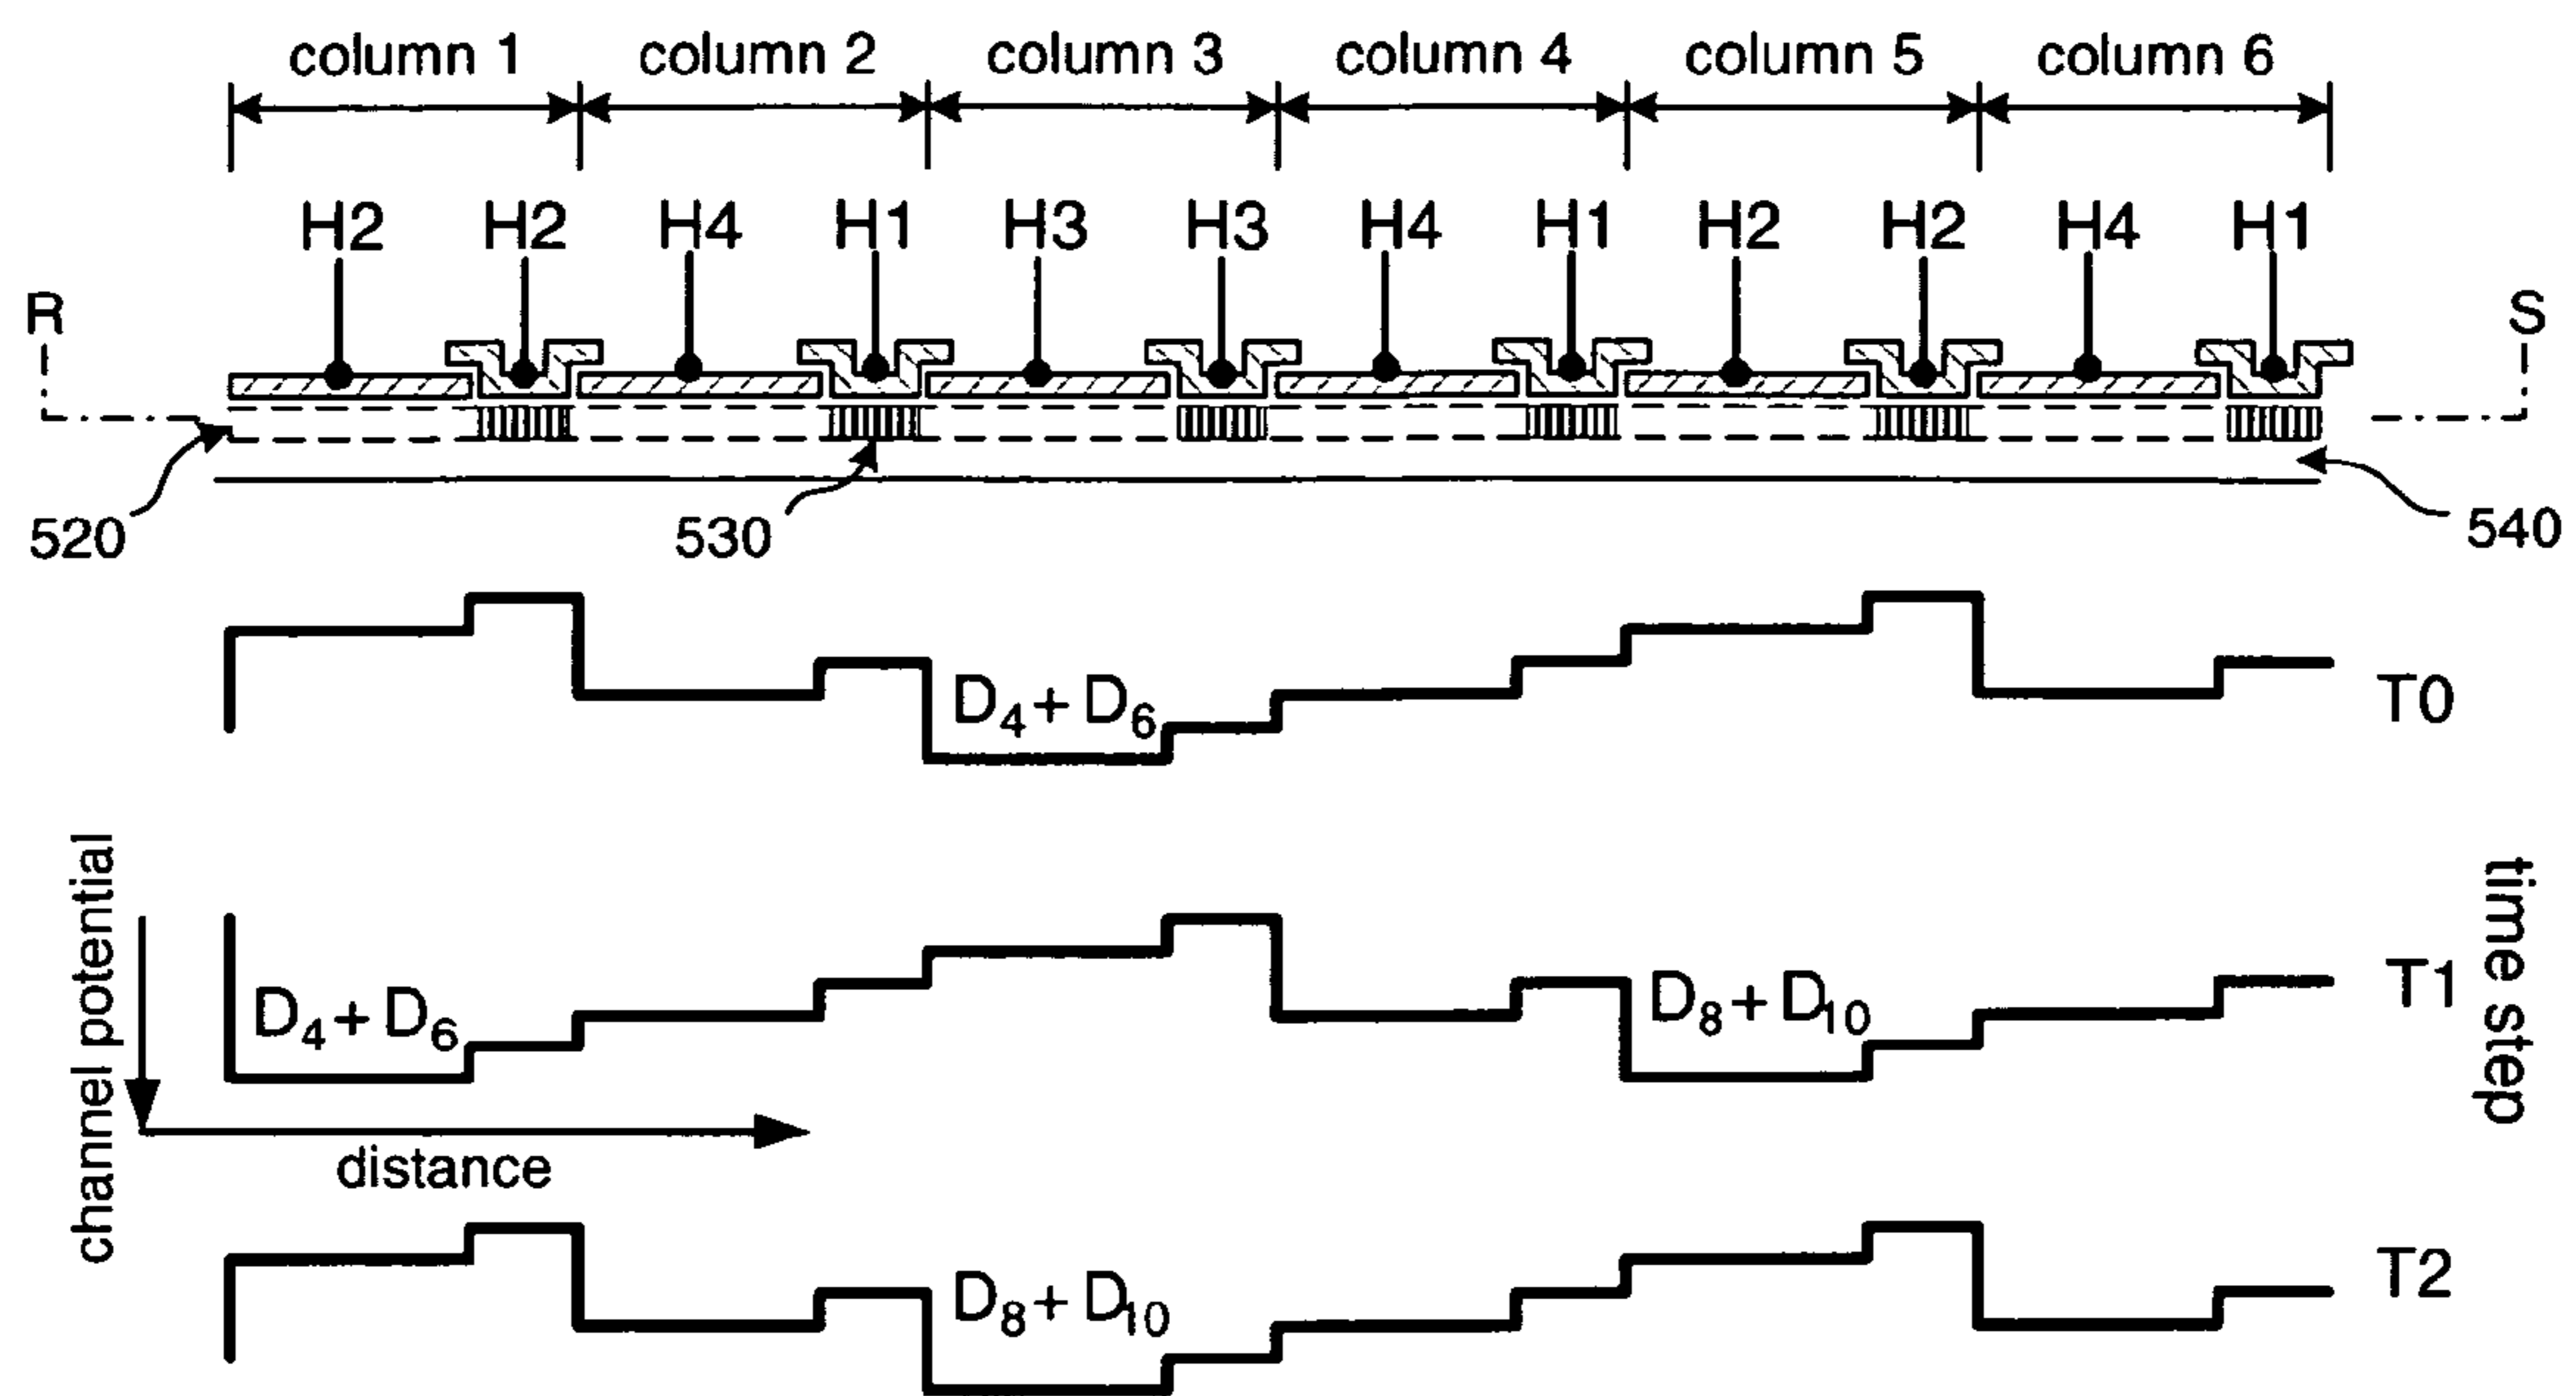 column 1 column 2 column 3 column 4 column 5 column 6
H2 H2 H4 H1 H3 H3 H4 H1 H2 H2 H4 H1
R S
520 530 540
D4 + D6 T0
channel potential
D4 + D6 D8 + D10 T1
time step
distance
D8 + D10 T2